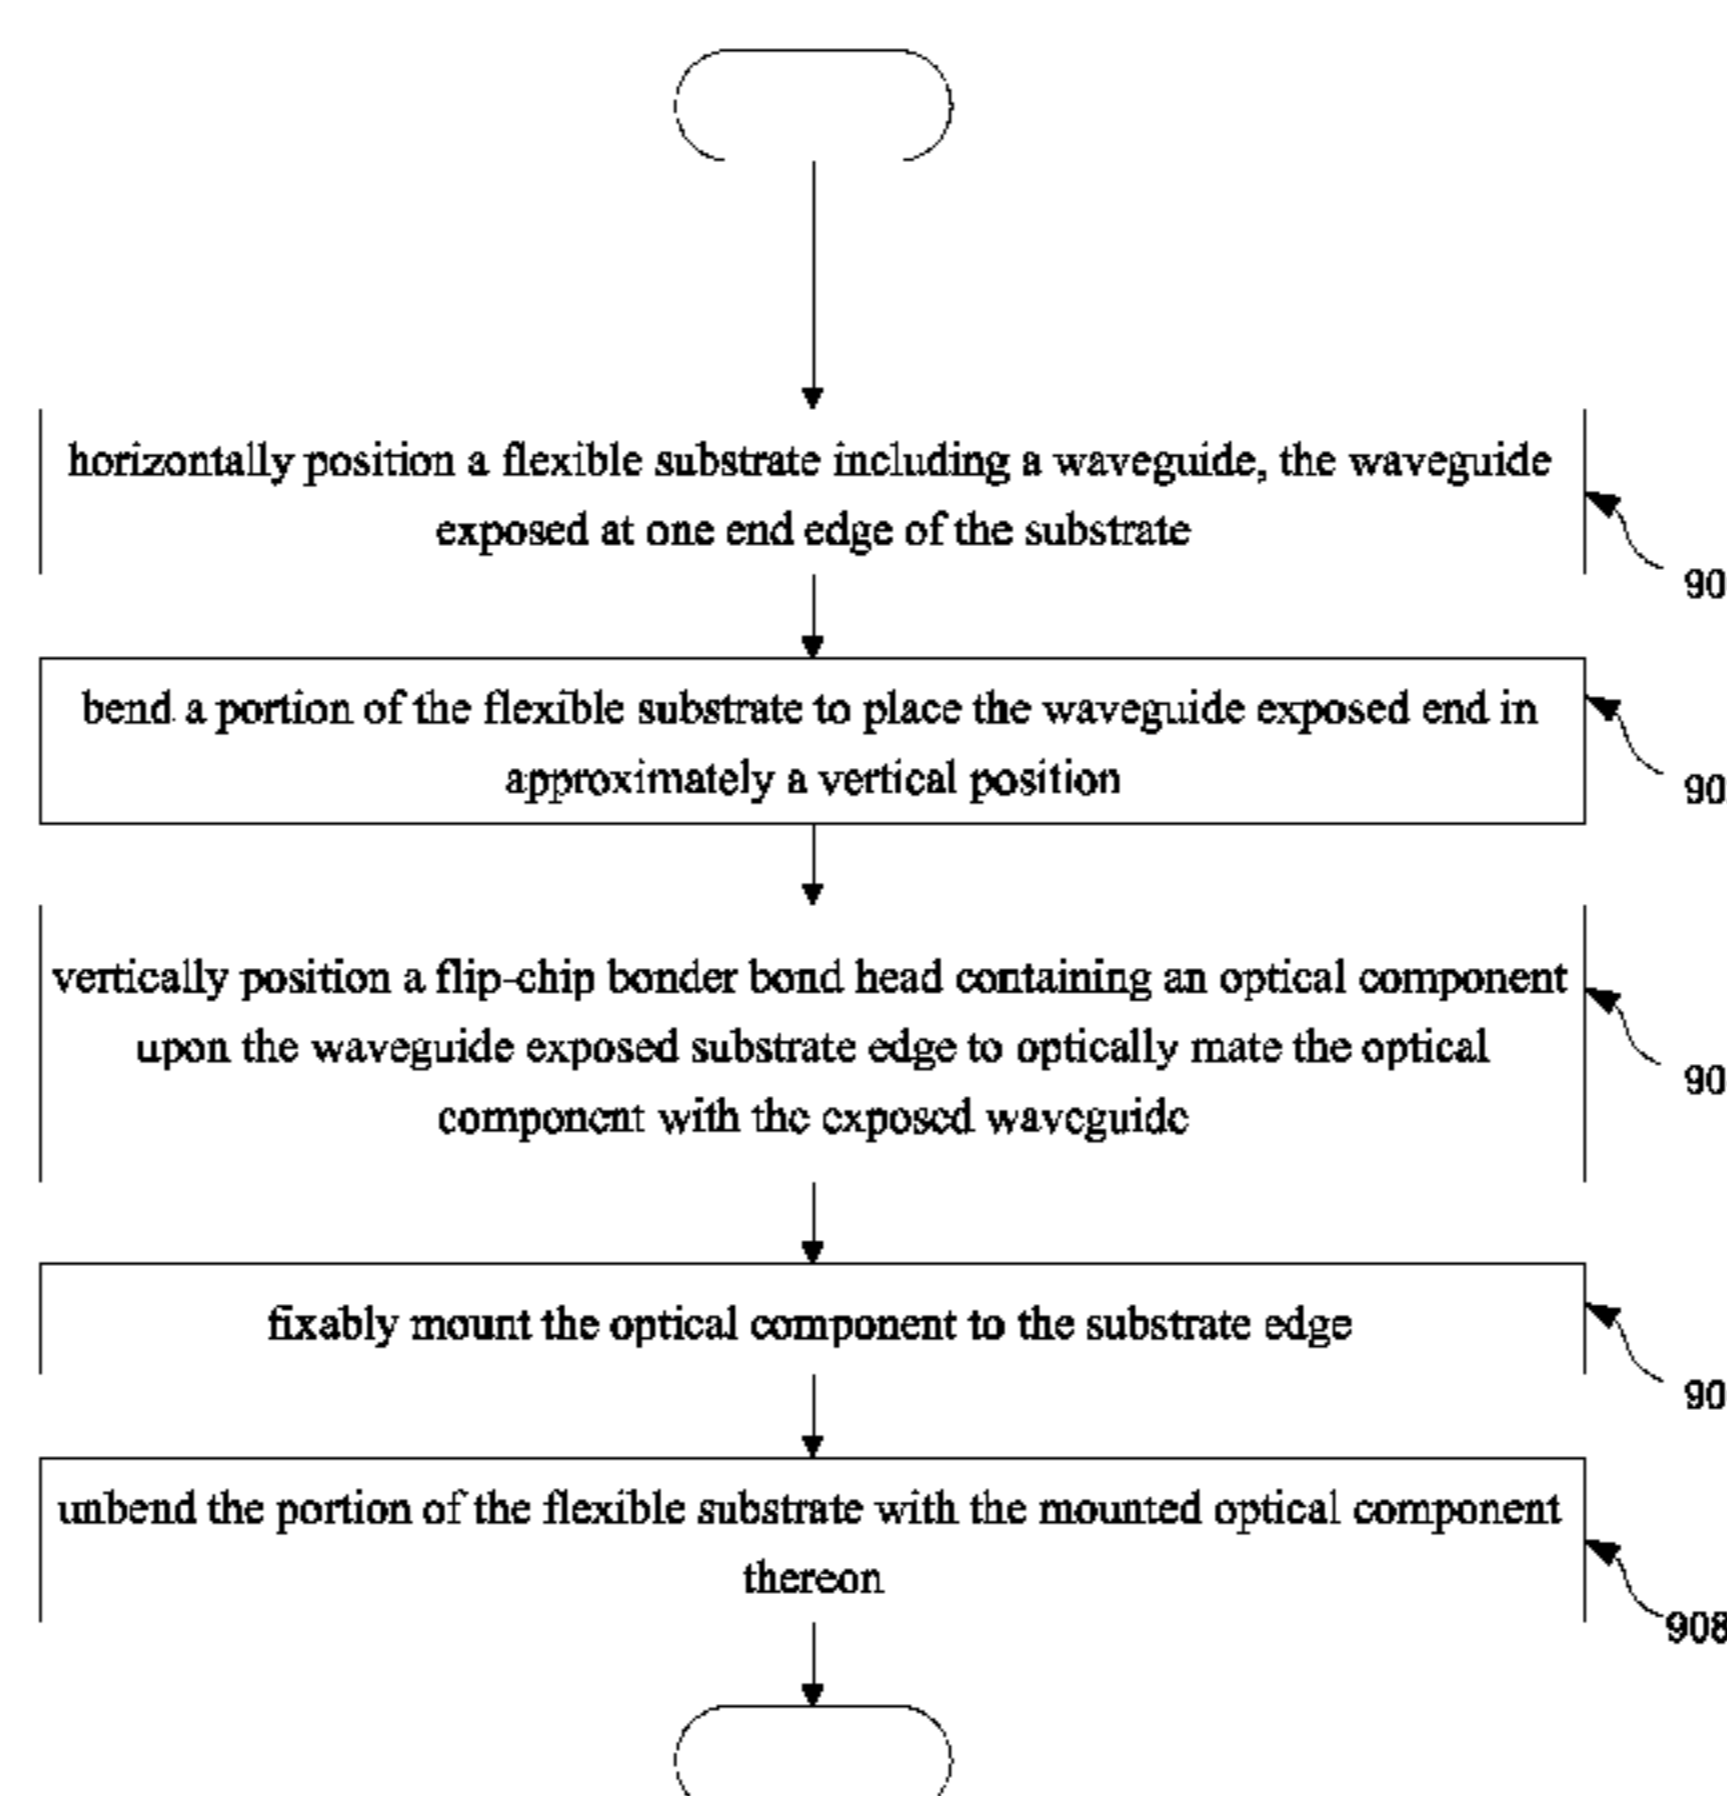 horizontally position a flexible substrate including a waveguide, the waveguide
exposed at one end edge of the substrate
90
bend a portion of the flexible substrate to place the waveguide exposed end in
approximately a vertical position
90
vertically position a flip-chip bonder bond head containing an optical component
upon the waveguide exposed substrate edge to optically mate the optical
component with the exposed waveguide
90
fixably mount the optical component to the substrate edge
90
unbend the portion of the flexible substrate with the mounted optical component
thereon
908